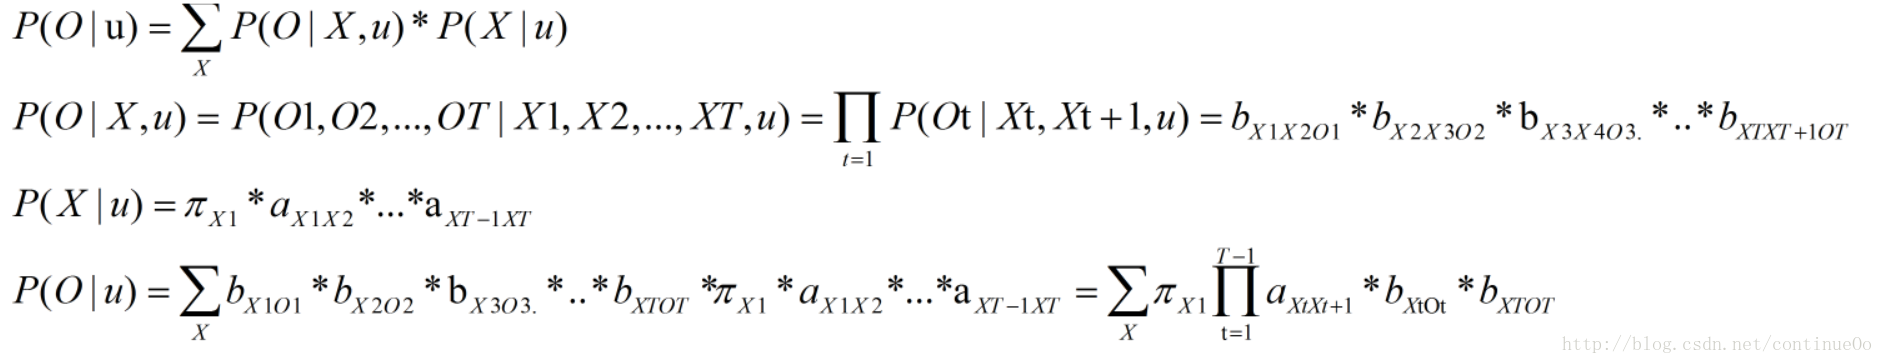 P(O | u) = ∑_X P(O | X, u) * P(X | u)
P(O | X, u) = P(O1, O2, ..., OT | X1, X2, ..., XT, u) = ∏_{t=1} P(Ot | Xt, Xt + 1, u) = b_{X1X2O1} * b_{X2X3O2} * b_{X3X4O3.} * .. * b_{XTXT+1OT}
P(X | u) = π_{X1} * a_{X1X2} * ... * a_{XT-1XT}
P(O | u) = ∑_X b_{X1O1} * b_{X2O2} * b_{X3O3.} * .. * b_{XTOT} * π_{X1} * a_{X1X2} * ... * a_{XT-1XT} = ∑_X π_{X1} ∏_{t=1}^{T-1} a_{XtXt+1} * b_{XtOt} * b_{XTOT}
http://blog.csdn.net/continueOo